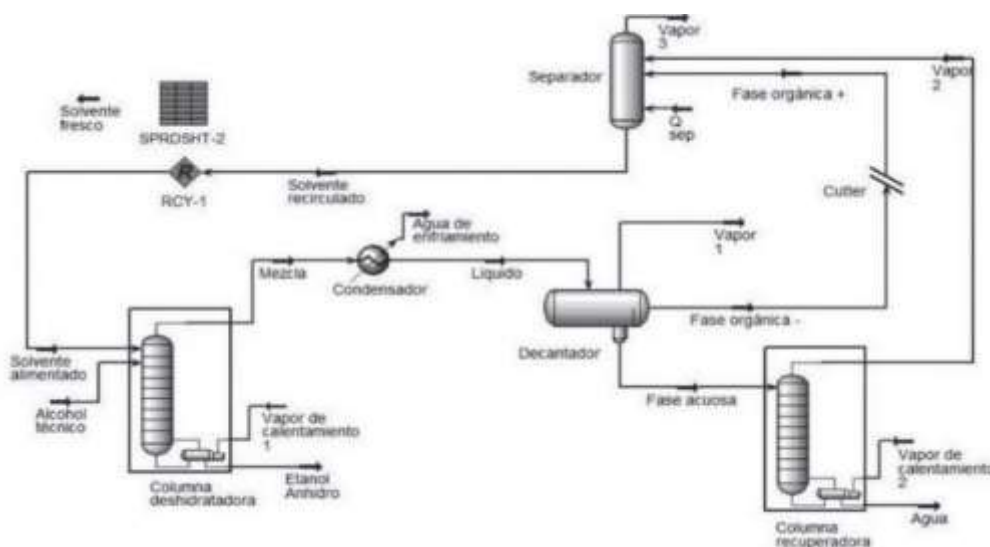 Vapor
3
Separador
Vapor
2
Fase orgánica +
Q
sep
Solvente
fresco
SPRDSHT-2
R
RCY-1
Solvente
recirculado
Cutler
Agua de
enfriamiento
Vapor
1
Mezcla
Condensador
Líquido
Fase orgánica -
Decantador
Solvente
alimentado
Fase acuosa
Alcohol
técnico
Vapor de
calentamiento
1
Etanol
Anhidro
Columna
deshidratadora
Vapor de
calentamiento
2
Agua
Columna
recuperadora